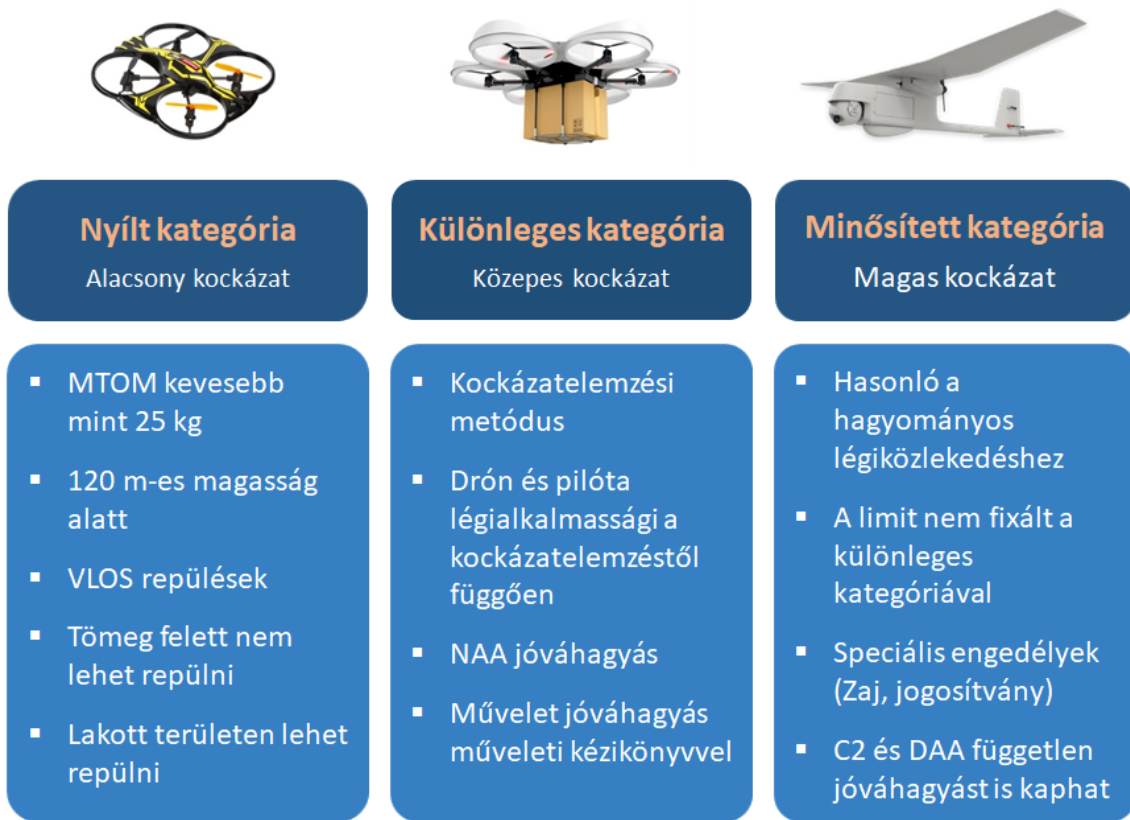 Nyílt kategória
Alacsony kockázat
Különleges kategória
Közepes kockázat
Minősített kategória
Magas kockázat
▪ MTOM kevesebb
mint 25 kg
▪ 120 m-es magasság
alatt
▪ VLOS repülések
▪ Tömeg felett nem
lehet repülni
▪ Lakott területen lehet
repülni
▪ Kockázatelemzési
metódus
▪ Drón és pilóta
légialkalmassági a
kockázatelemzéstől
függően
▪ NAA jóváhagyás
▪ Művelet jóváhagyás
műveleti kézikönyvvel
▪ Hasonló a
hagyományos
légiközlekedéshez
▪ A limit nem fixált a
különleges
kategóriával
▪ Speciális engedélyek
(Zaj, jogosítvány)
▪ C2 és DAA független
jóváhagyást is kaphat